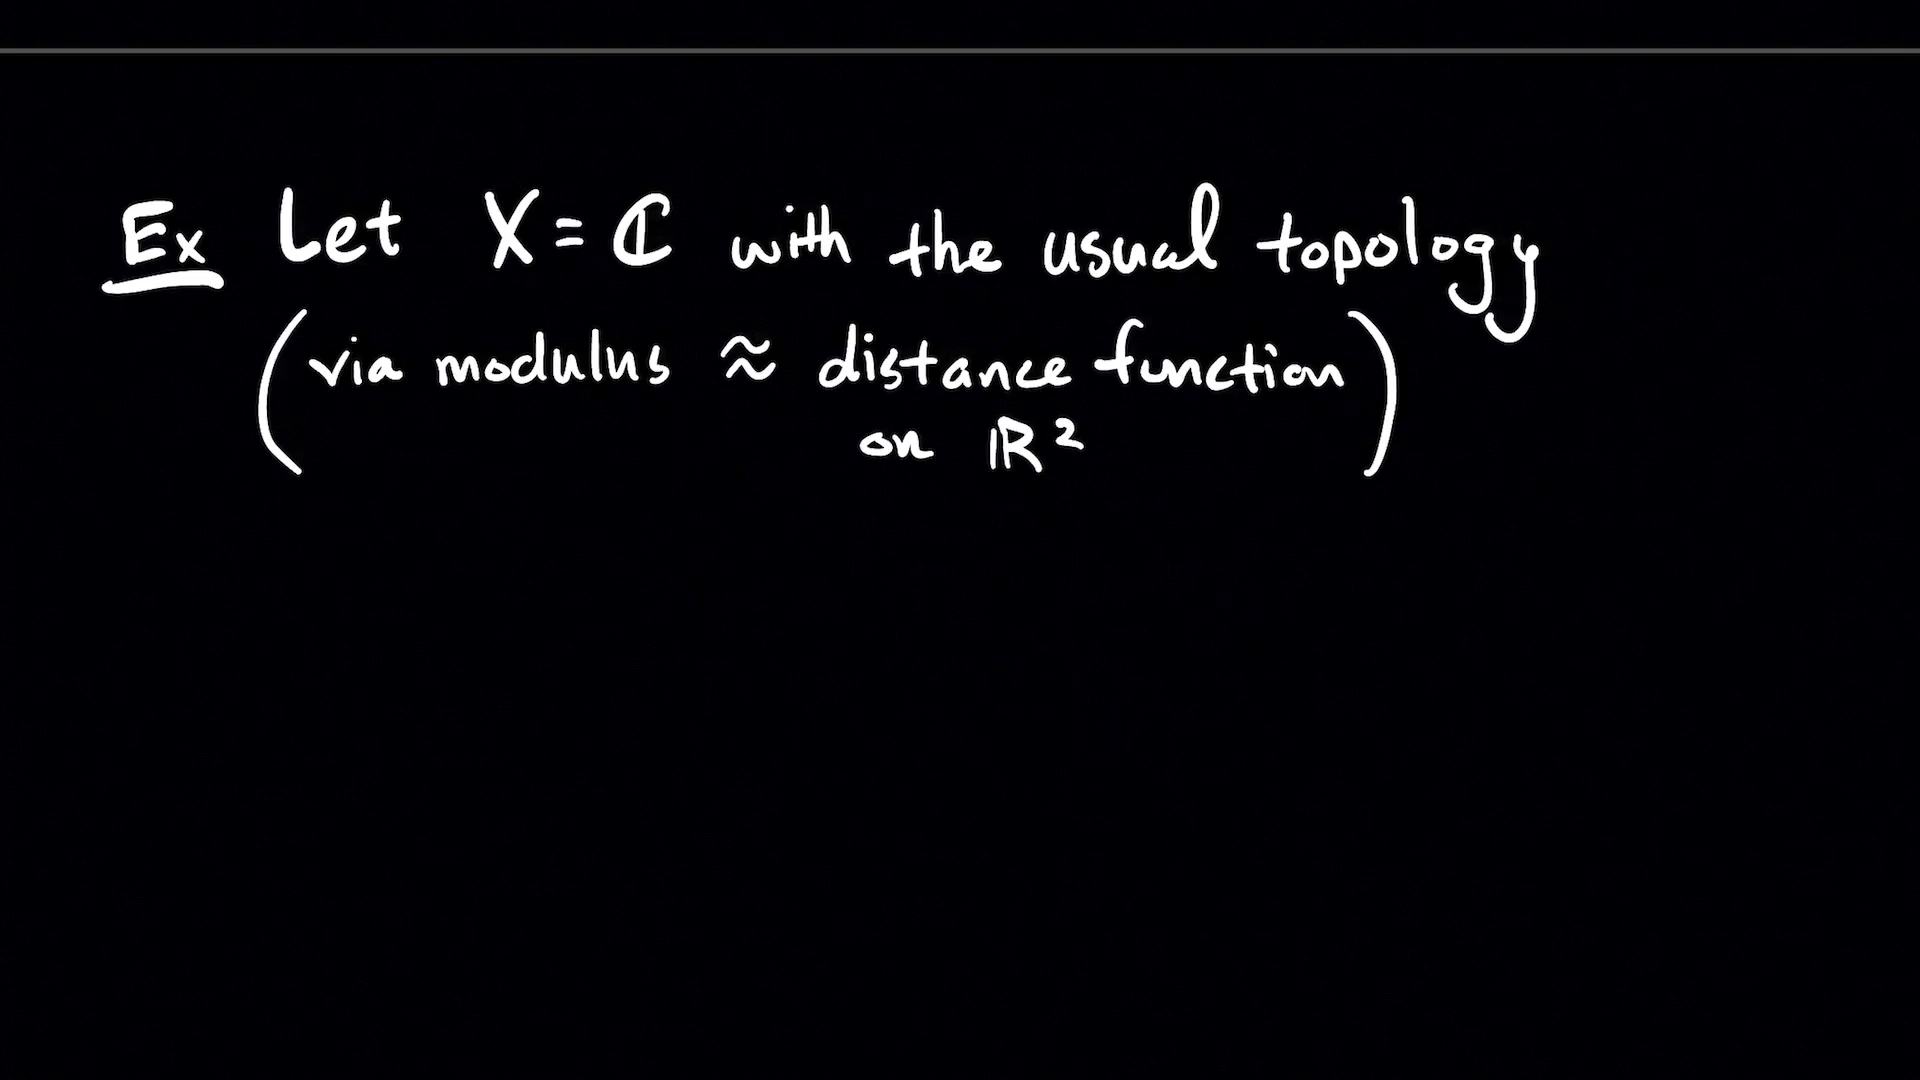 Ex Let X = ℂ with the usual topology
(via modulus ≈ distance function
on ℝ²)